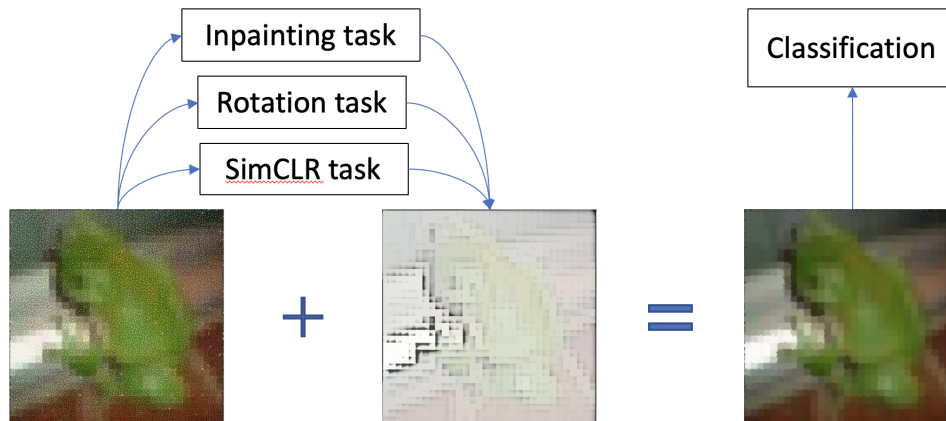 Inpainting task
Rotation task
SimCLR task
Classification
+
=